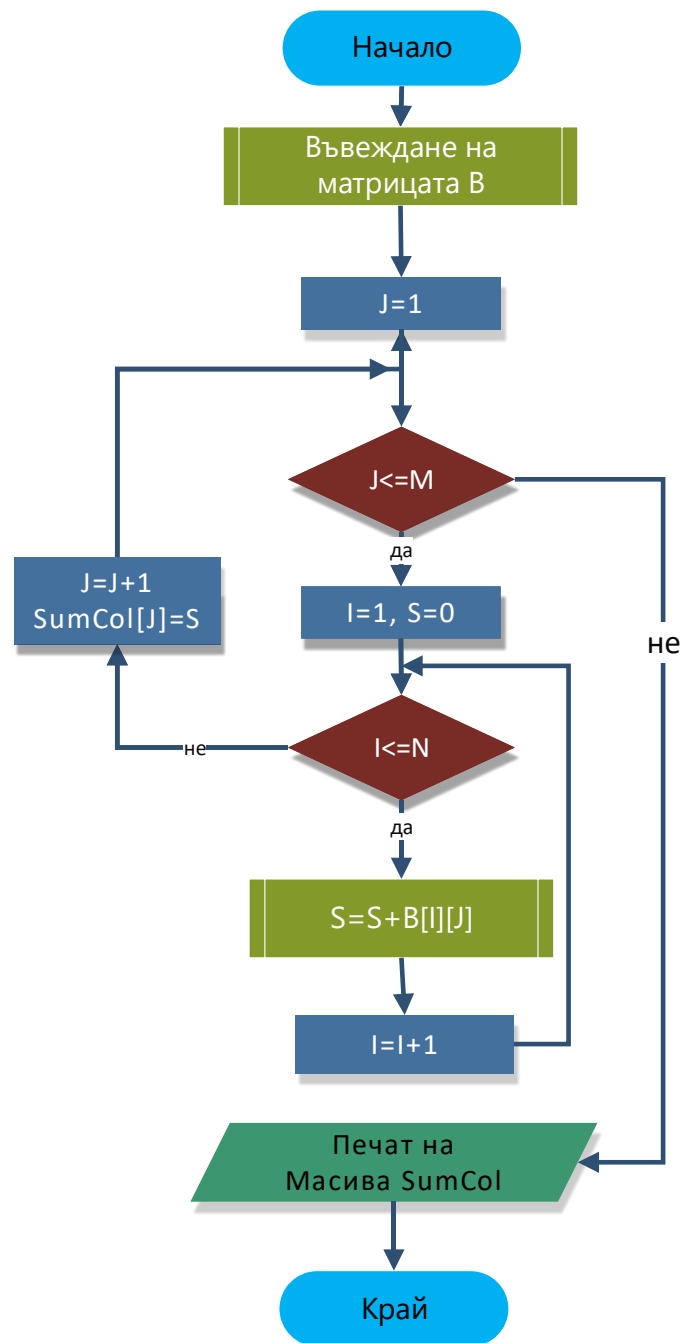 Начало
Въвеждане на
матрицата В
J=1
J<=M
да
J=J+1
SumCol[J]=S
I=1, S=0
не
I<=N
не
да
S=S+B[I][J]
I=I+1
Печат на
Масива SumCol
Край